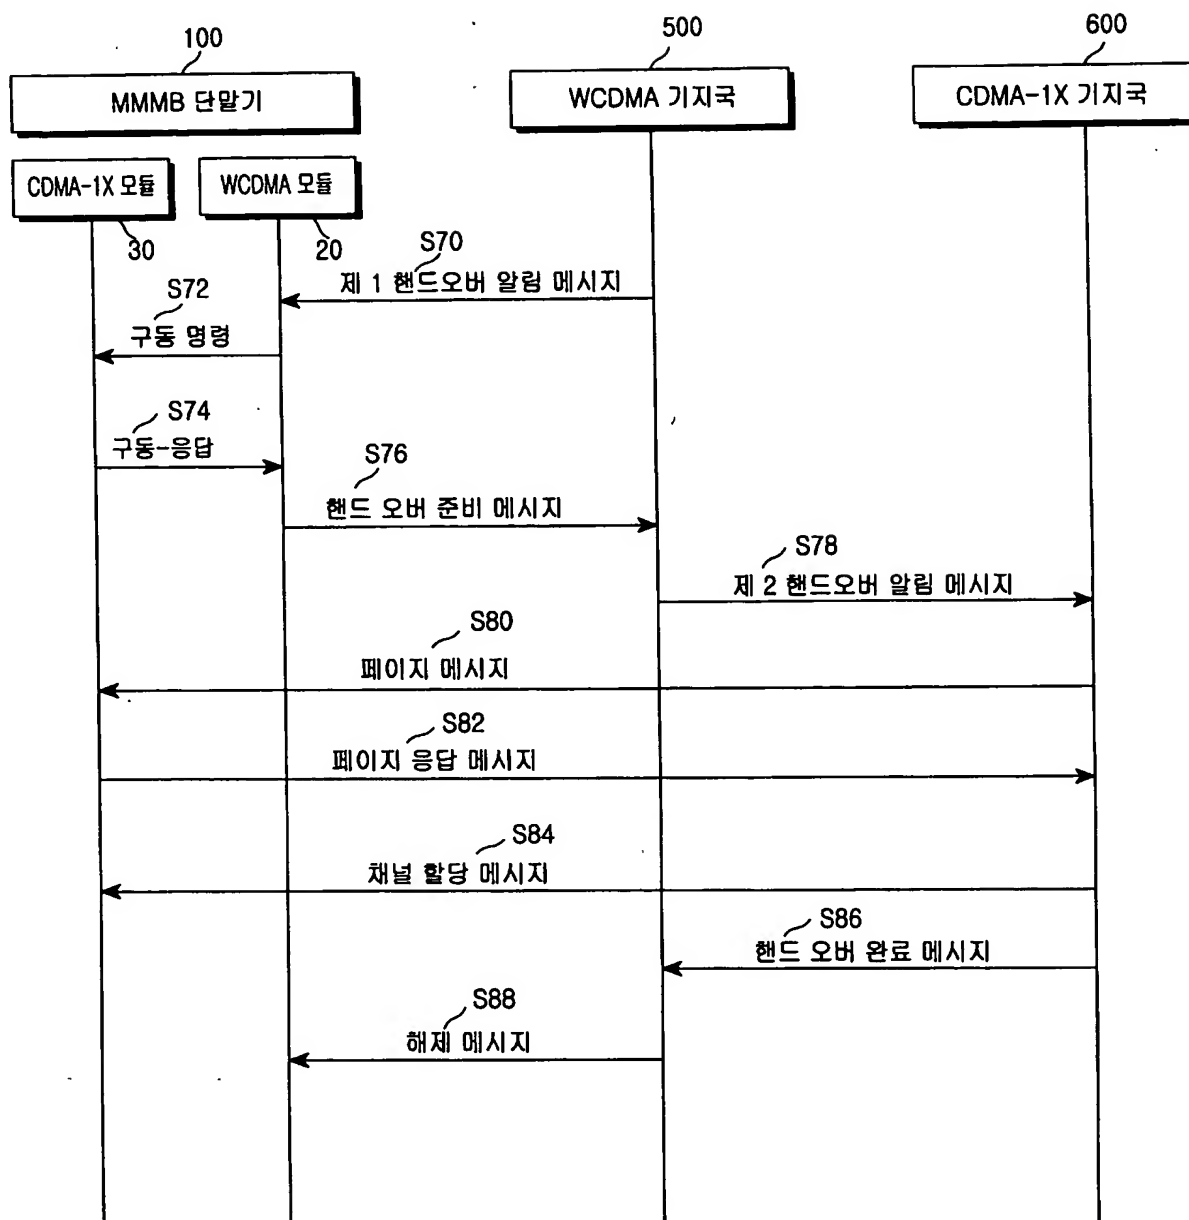 100
500
600
MMMB 단말기
WCDMA 기지국
CDMA-1X 기지국
CDMA-1X 모듈
WCDMA 모듈
30
20
S70
제 1 핸드오버 알림 메시지
S72
구동 명령
S74
구동-응답
S76
핸드 오버 준비 메시지
S78
제 2 핸드오버 알림 메시지
S80
페이지 메시지
S82
페이지 응답 메시지
S84
채널 할당 메시지
S86
핸드 오버 완료 메시지
S88
해제 메시지